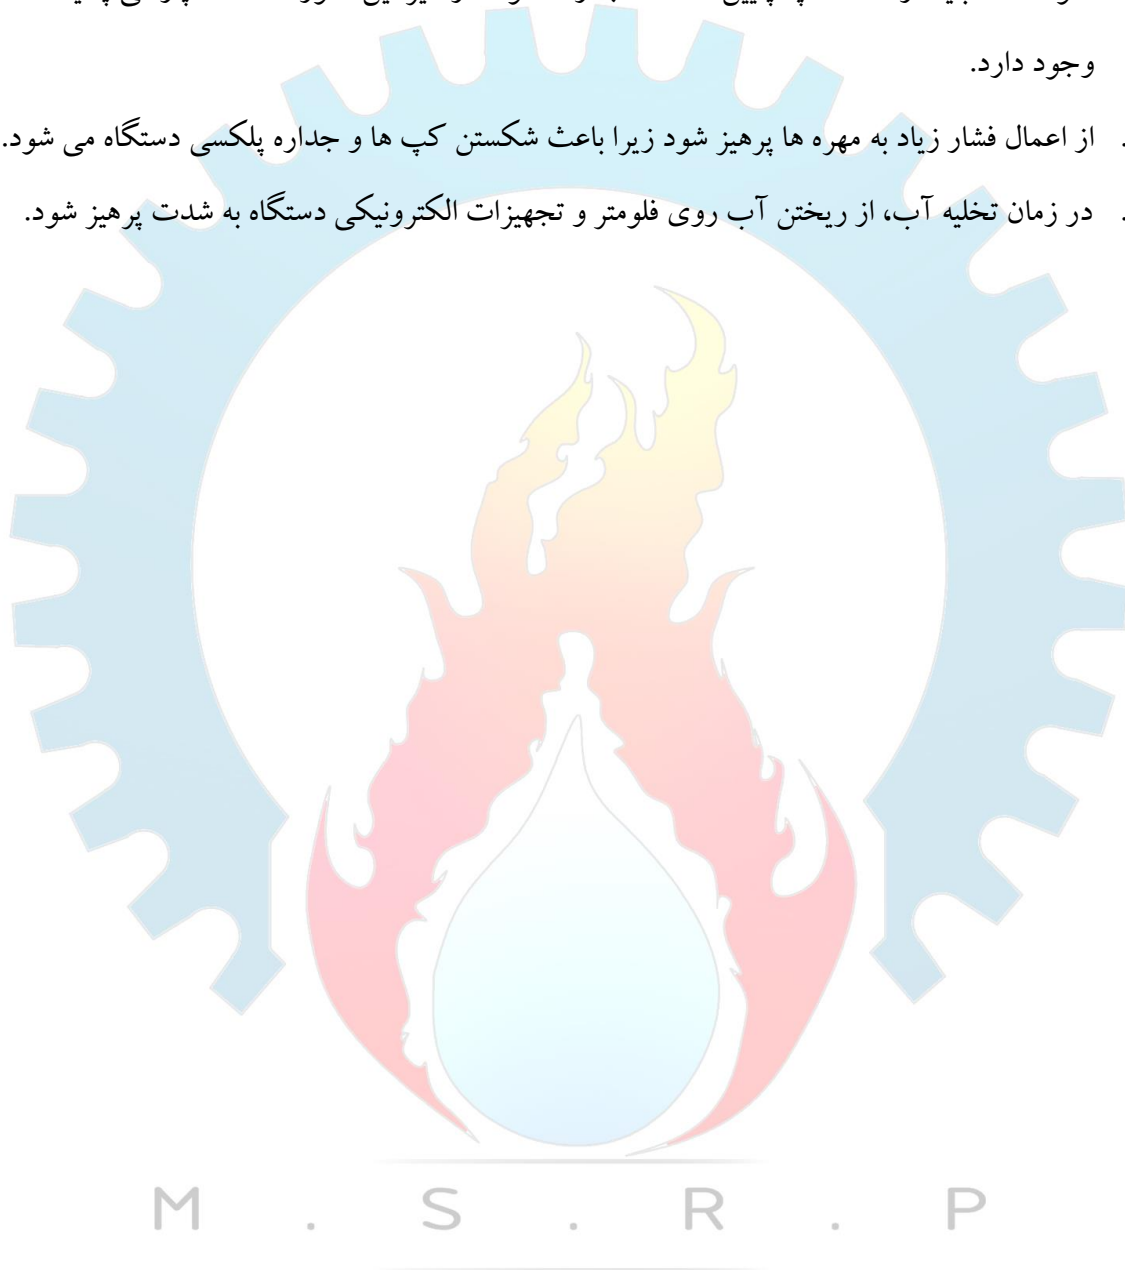 وجود دارد.
. از اعمال فشار زیاد به مهره ها پرهیز شود زیرا باعث شکستن کپ ها و جداره پلکسی دستگاه می شود.
. در زمان تخلیه آب، از ریختن آب روی فلومتر و تجهیزات الکترونیکی دستگاه به شدت پرهیز شود.
M . S . R . P